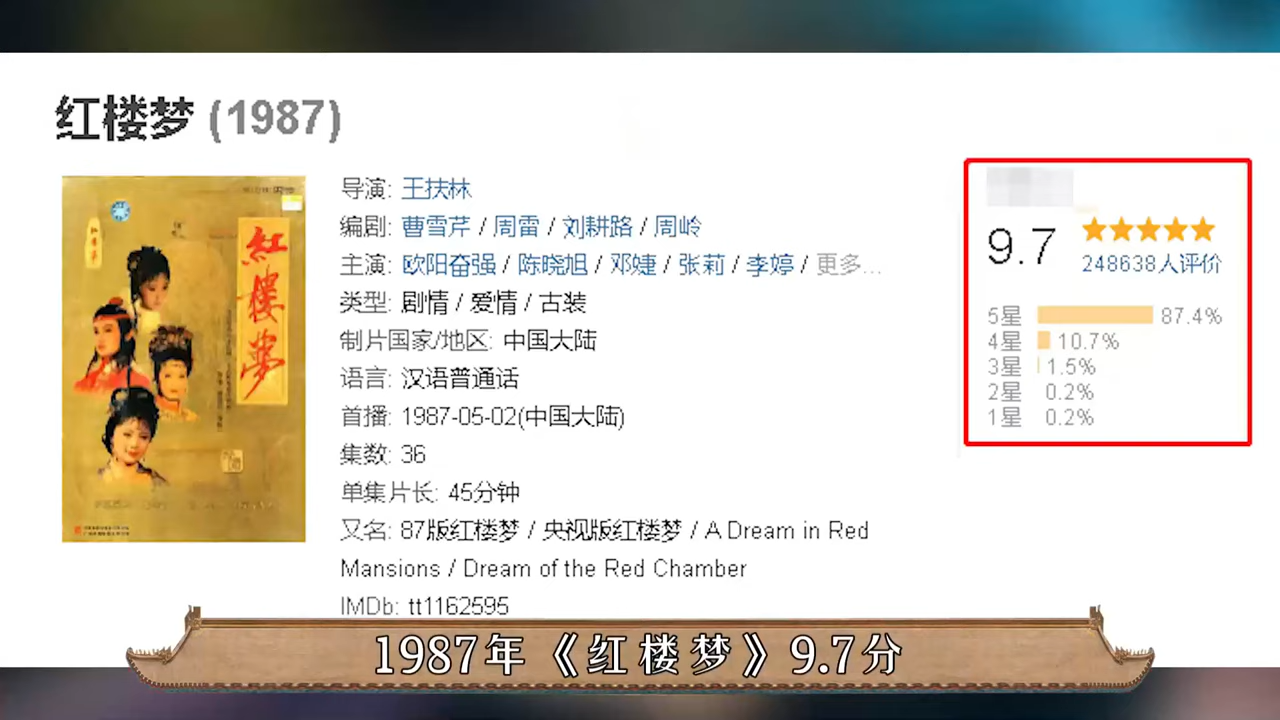 红楼梦 (1987)
紅樓夢
导演: 王扶林
编剧: 曹雪芹 / 周雷 / 刘耕路 / 周岭
主演: 欧阳奋强 / 陈晓旭 / 邓婕 / 张莉 / 李婷 / 更多...
类型: 剧情 / 爱情 / 古装
制片国家/地区: 中国大陆
语言: 汉语普通话
首播: 1987-05-02(中国大陆)
集数: 36
单集片长: 45分钟
又名: 87版红楼梦 / 央视版红楼梦 / A Dream in Red
Mansions / Dream of the Red Chamber
IMDb: tt1162595
9.7
248638人评价
5星 87.4%
4星 10.7%
3星 1.5%
2星 0.2%
1星 0.2%
1987年《红楼梦》9.7分